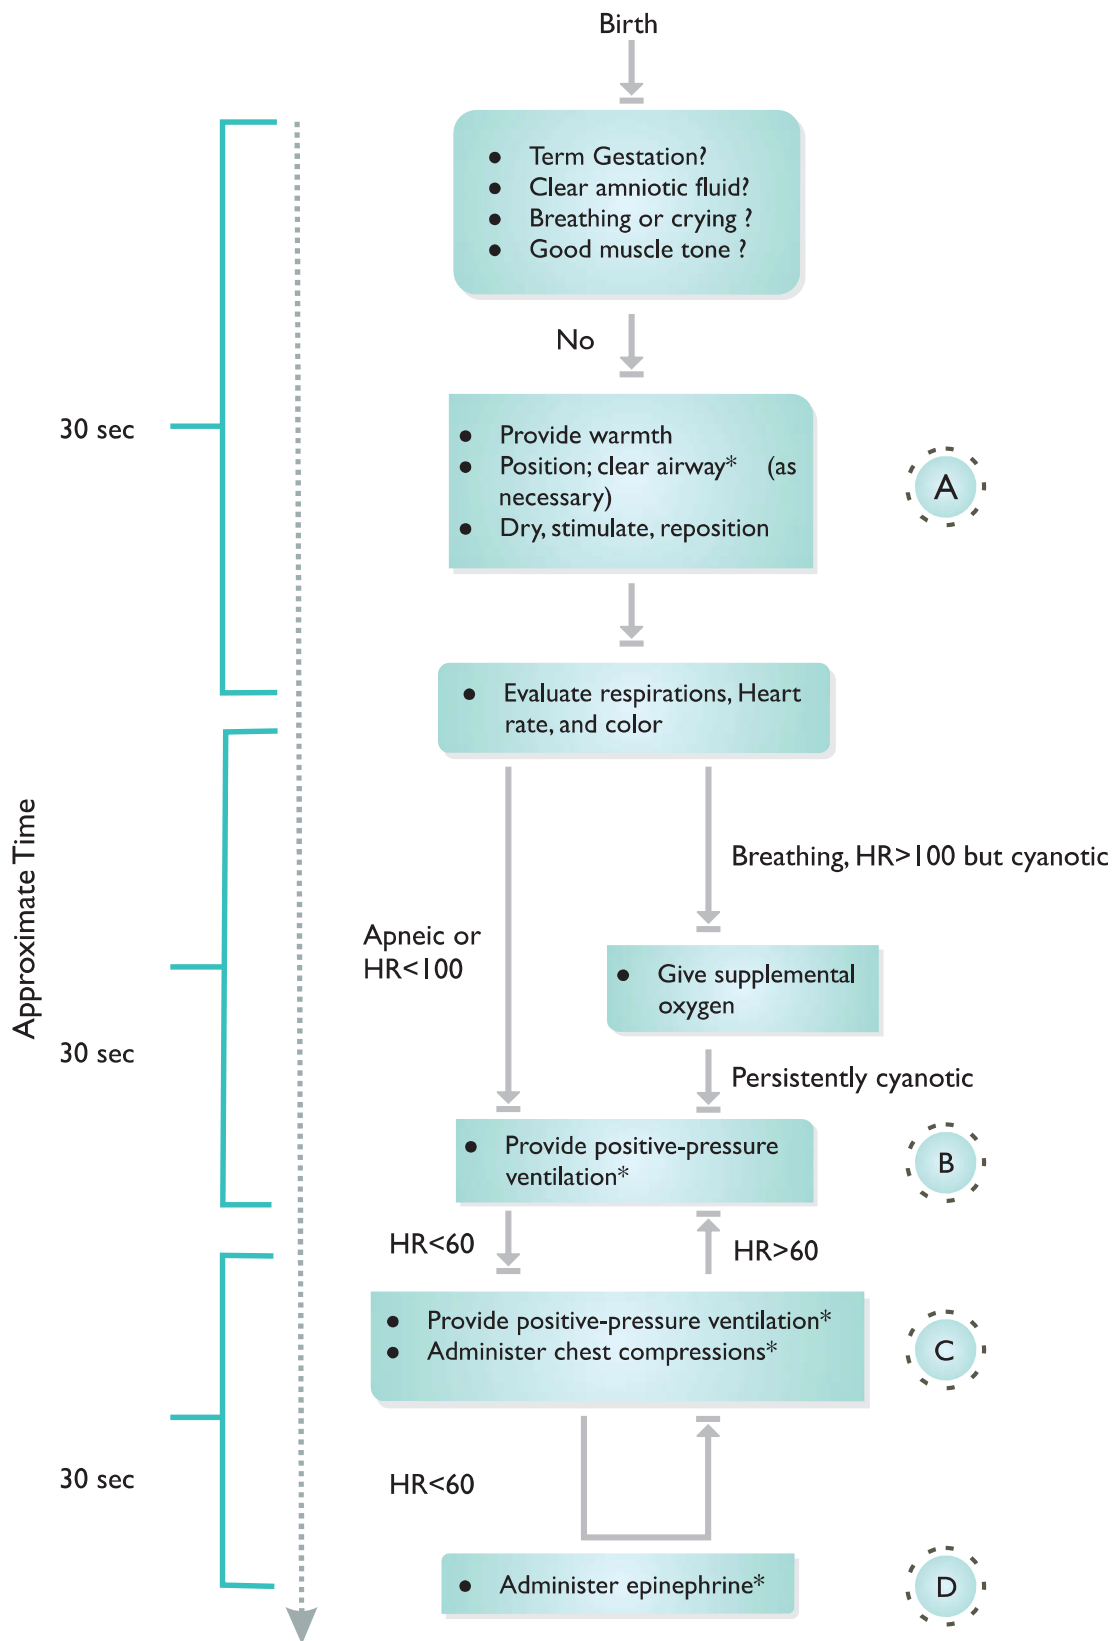 Birth
● Term Gestation?
● Clear amniotic fluid?
● Breathing or crying ?
● Good muscle tone ?
No
30 sec
● Provide warmth
● Position; clear airway* (as
necessary)
● Dry, stimulate, reposition
A
● Evaluate respirations, Heart
rate, and color
Approximate Time
Breathing, HR>100 but cyanotic
Apneic or
HR<100
● Give supplemental
oxygen
30 sec
Persistently cyanotic
● Provide positive-pressure
ventilation*
B
HR<60
HR>60
● Provide positive-pressure ventilation*
● Administer chest compressions*
C
30 sec
HR<60
● Administer epinephrine*
D